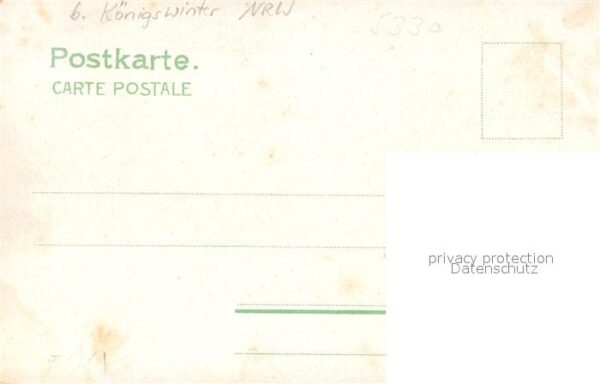 b. Königswinter NRW
5330
Postkarte.
CARTE POSTALE
privacy protection
Datenschutz